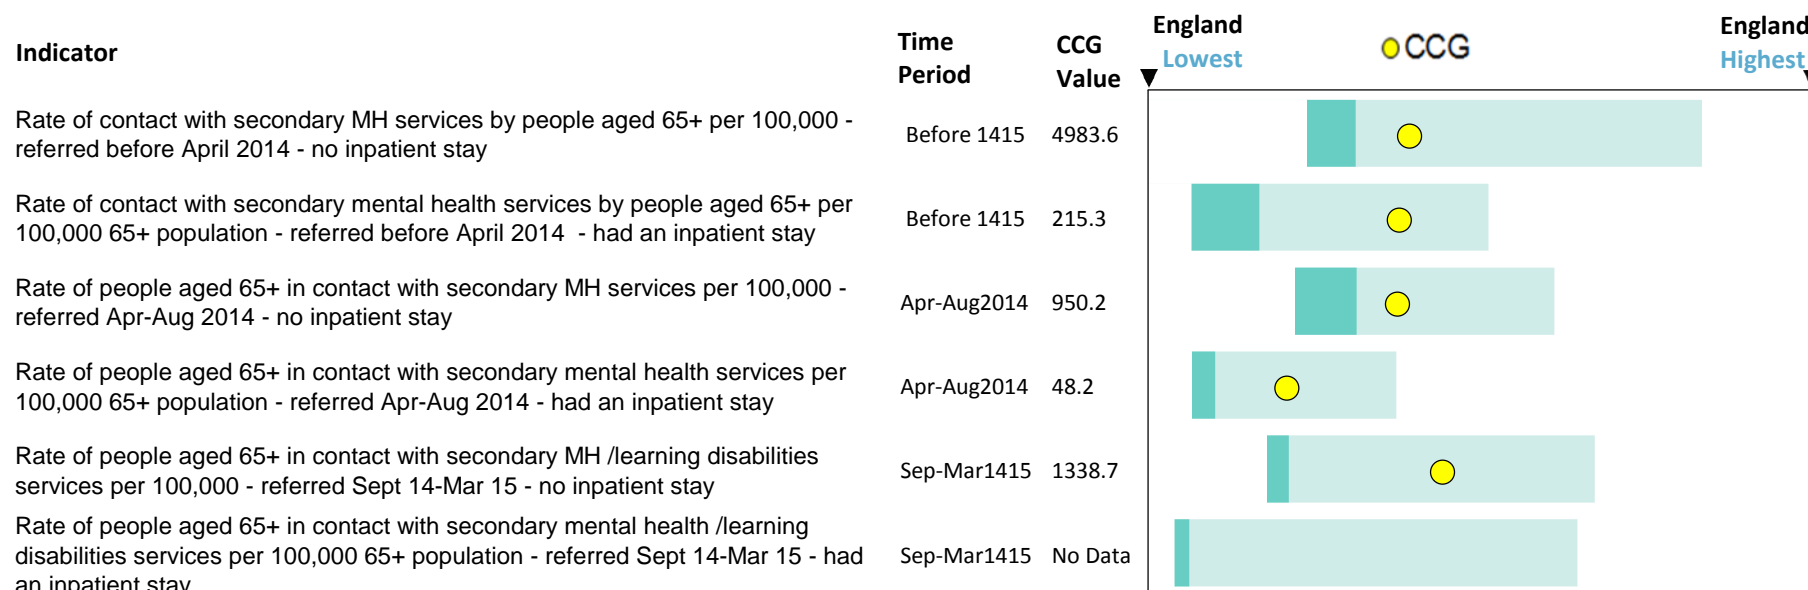 Indicator
Time
Period
CCG
Value
England
Lowest
CCG
England
Highest
Rate of contact with secondary MH services by people aged 65+ per 100,000 -
referred before April 2014 - no inpatient stay
Before 1415
4983.6
Rate of contact with secondary mental health services by people aged 65+ per
100,000 65+ population - referred before April 2014  - had an inpatient stay
Before 1415
215.3
Rate of people aged 65+ in contact with secondary MH services per 100,000 -
referred Apr-Aug 2014 - no inpatient stay
Apr-Aug2014
950.2
Rate of people aged 65+ in contact with secondary mental health services per
100,000 65+ population - referred Apr-Aug 2014 - had an inpatient stay
Apr-Aug2014
48.2
Rate of people aged 65+ in contact with secondary MH /learning disabilities
services per 100,000 - referred Sept 14-Mar 15 - no inpatient stay
Sep-Mar1415
1338.7
Rate of people aged 65+ in contact with secondary mental health /learning
disabilities services per 100,000 65+ population - referred Sept 14-Mar 15 - had
an inpatient stay
Sep-Mar1415
No Data